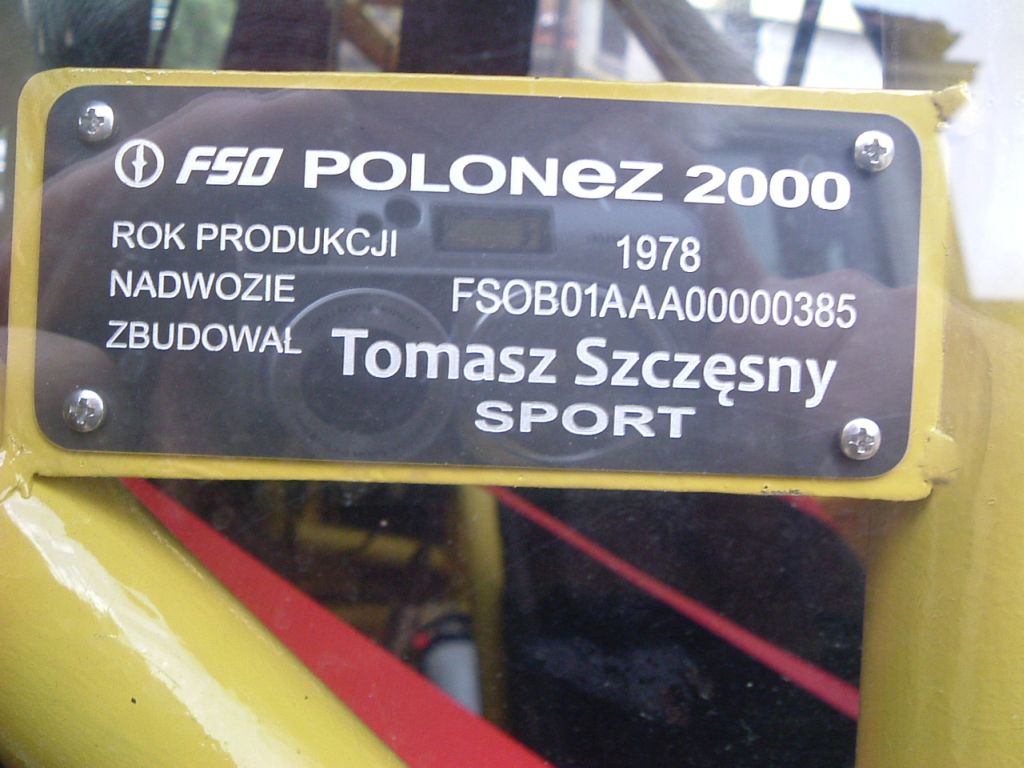 FSO POLONEZ 2000
ROK PRODUKCJI 1978
NADWOZIE FSOB01AAA00000385
ZBUDOWAŁ Tomasz Szczęsny
SPORT